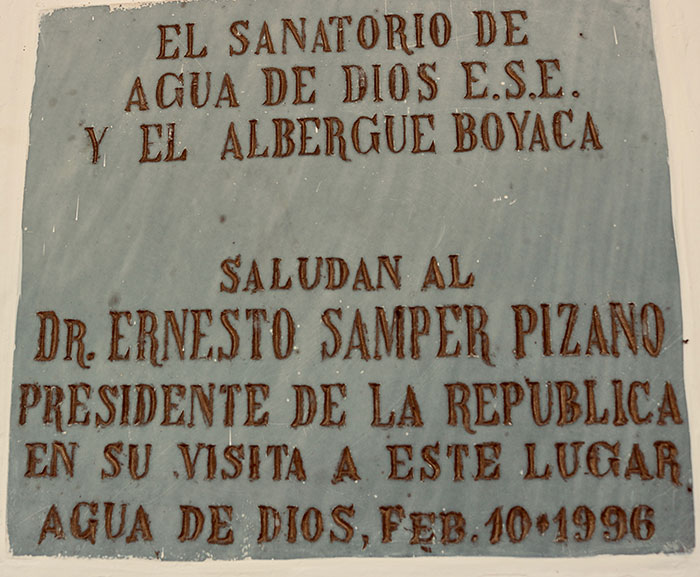 EL SANATORIO DE
AGUA DE DIOS E.S.E.
Y EL ALBERGUE BOYACA
SALUDAN AL
DR. ERNESTO SAMPER PIZANO
PRESIDENTE DE LA REPUBLICA
EN SU VISITA A ESTE LUGAR
AGUA DE DIOS, FEB. 10•1996